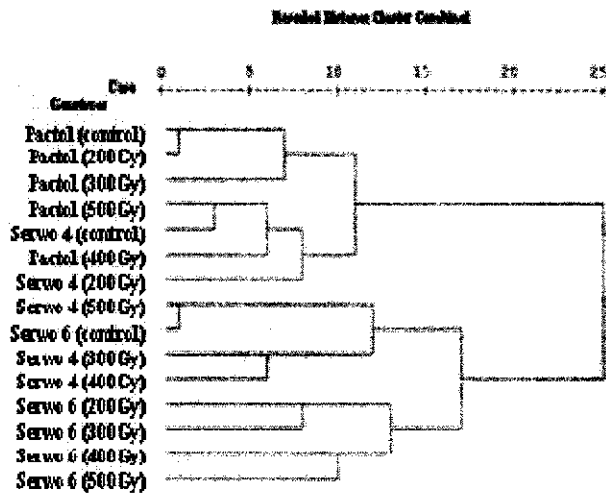 Rescaled Distance Cluster Combined
Case 0 5 10 15 20 25
Genotypes
Pactol (control)
Pactol (200 Gy)
Pactol (300 Gy)
Pactol (500 Gy)
Serwo 4 (control)
Pactol (400 Gy)
Serwo 4 (200 Gy)
Serwo 4 (500 Gy)
Serwo 6 (control)
Serwo 4 (300 Gy)
Serwo 4 (400 Gy)
Serwo 6 (200 Gy)
Serwo 6 (300 Gy)
Serwo 6 (400 Gy)
Serwo 6 (500 Gy)